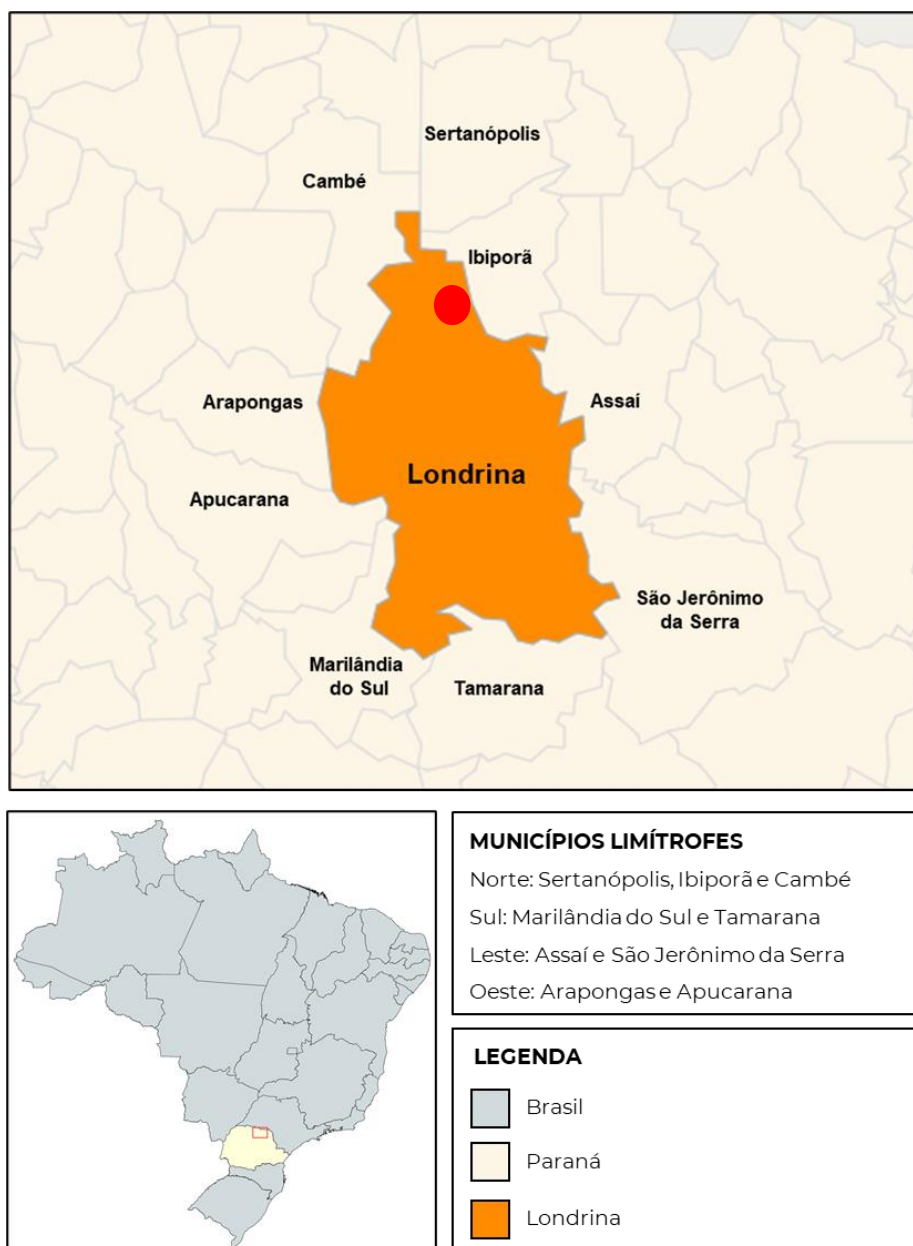 Sertanópolis
Cambé
Ibiporã
Arapongas
Assaí
Londrina
Apucarana
São Jerônimo
da Serra
Marilândia
do Sul
Tamarana
MUNICÍPIOS LIMÍTROFES
Norte: Sertanópolis, Ibiporã e Cambé
Sul: Marilândia do Sul e Tamarana
Leste: Assaí e São Jerônimo da Serra
Oeste: Arapongas e Apucarana
LEGENDA
Brasil
Paraná
Londrina